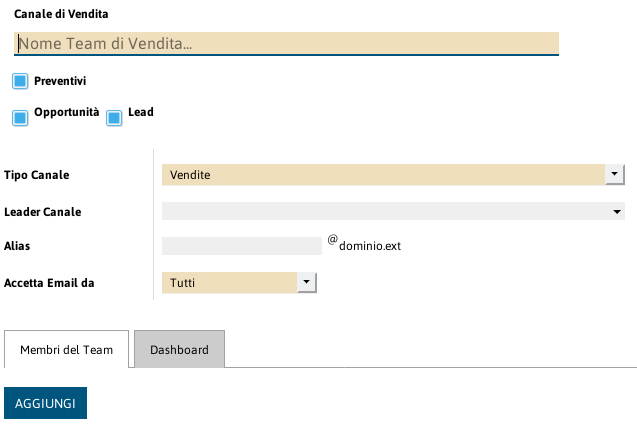 Canale di Vendita
Nome Team di Vendita...
Preventivi
Opportunità Lead
Tipo Canale Vendite
Leader Canale
Alias @dominio.ext
Accetta Email da Tutti
Membri del Team Dashboard
AGGIUNGI